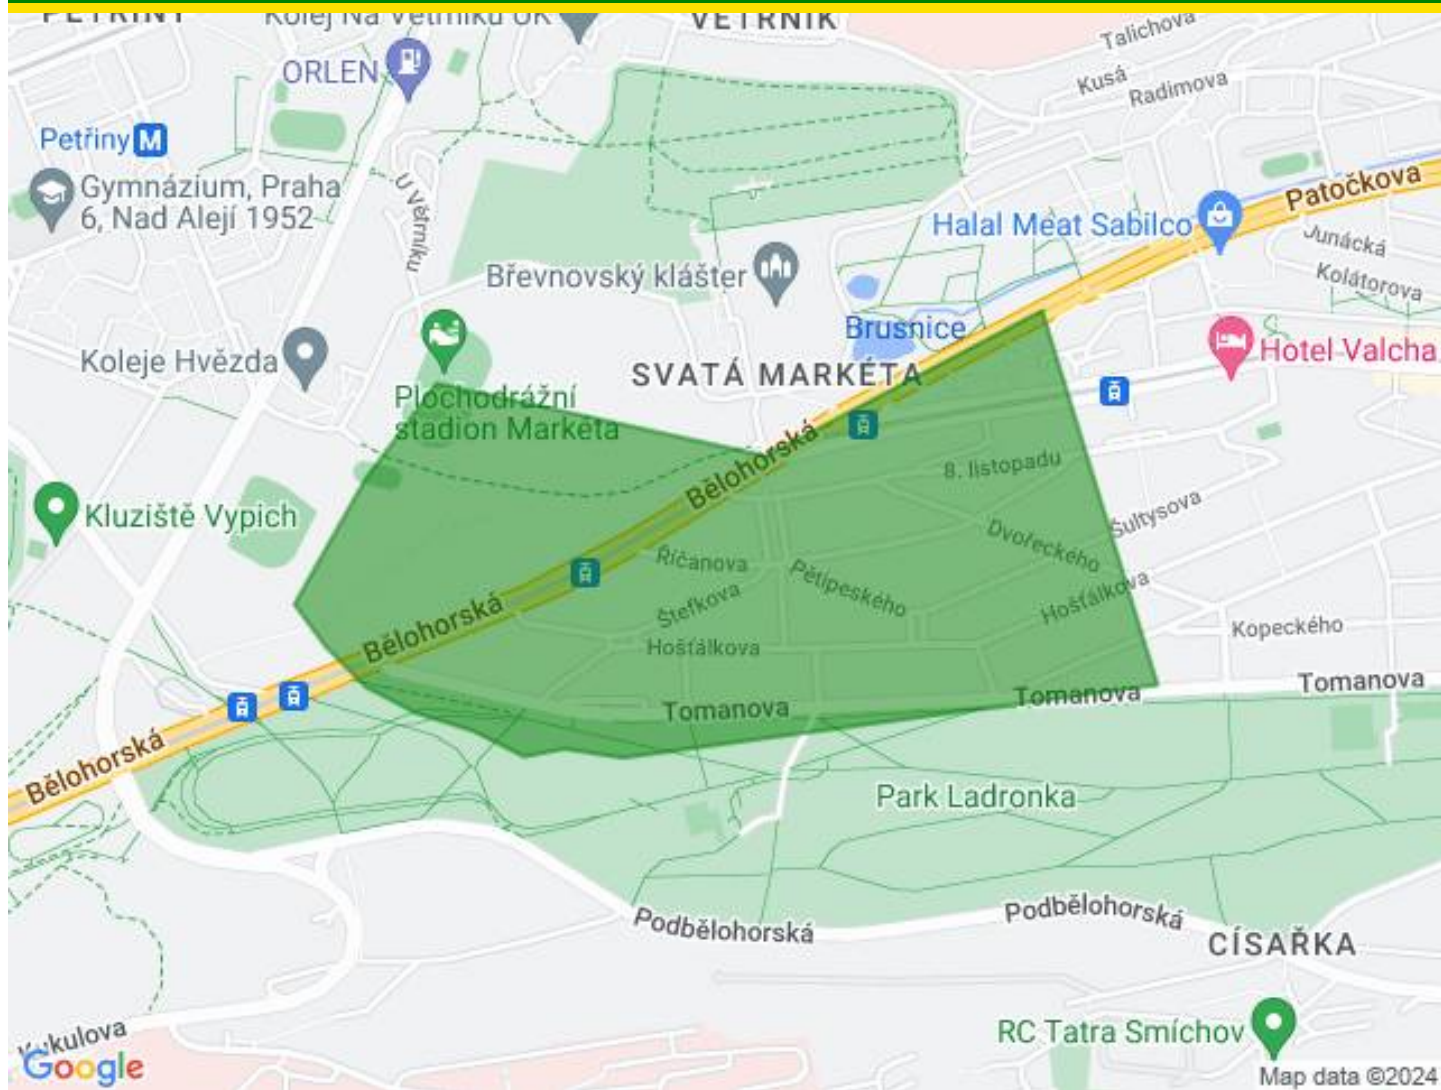 PETŘINY
Kolej Na Větrníku UK
VĚTRNÍK
Talichova
ORLEN
Kusá
Radimova
Petřiny M
Patočkova
Gymnázium, Praha
6, Nad Alejí 1952
U Větrníku
Halal Meat Sabilco
Junácká
Břevnovský klášter
Kolátorova
Brusnice
Koleje Hvězda
SVATÁ MARKÉTA
Hotel Valcha
Plochodrážní
stadion Markéta
Bělohorská
8. listopadu
Kluziště Vypich
Šultysova
Dvořeckého
Říčanova
Pětipeského
Hošťálkova
Štefkova
Bělohorská
Kopeckého
Hošťálkova
Tomanova
Tomanova
Tomanova
Bělohorská
Park Ladronka
Podbělohorská
Podbělohorská
CÍSAŘKA
Kukulova
RC Tatra Smíchov
Google
Map data ©2024